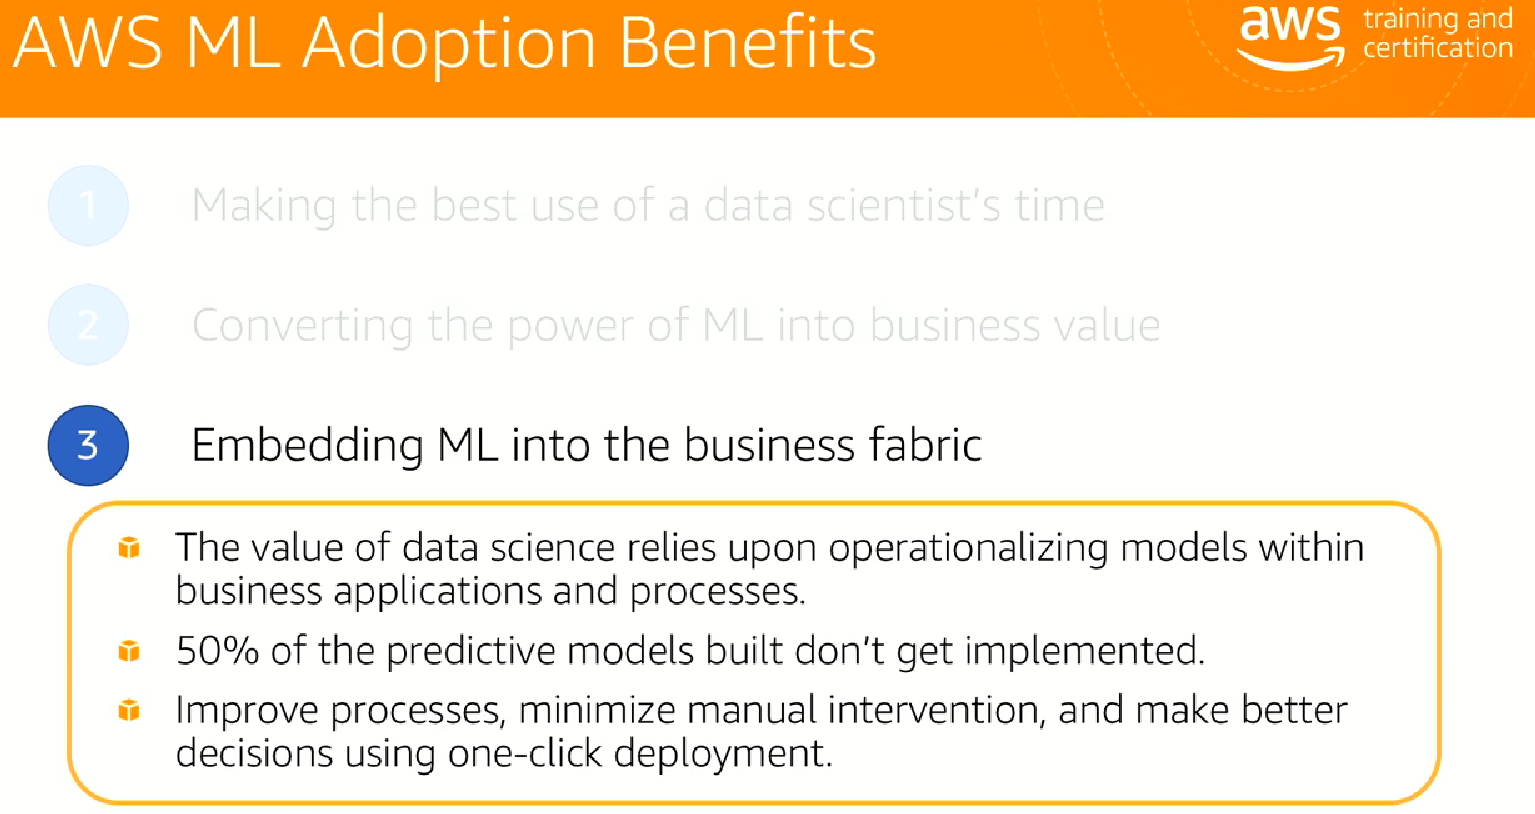 AWS ML Adoption Benefits
aws training and
certification
1 Making the best use of a data scientist's time
2 Converting the power of ML into business value
3 Embedding ML into the business fabric
The value of data science relies upon operationalizing models within
business applications and processes.
50% of the predictive models built don't get implemented.
Improve processes, minimize manual intervention, and make better
decisions using one-click deployment.